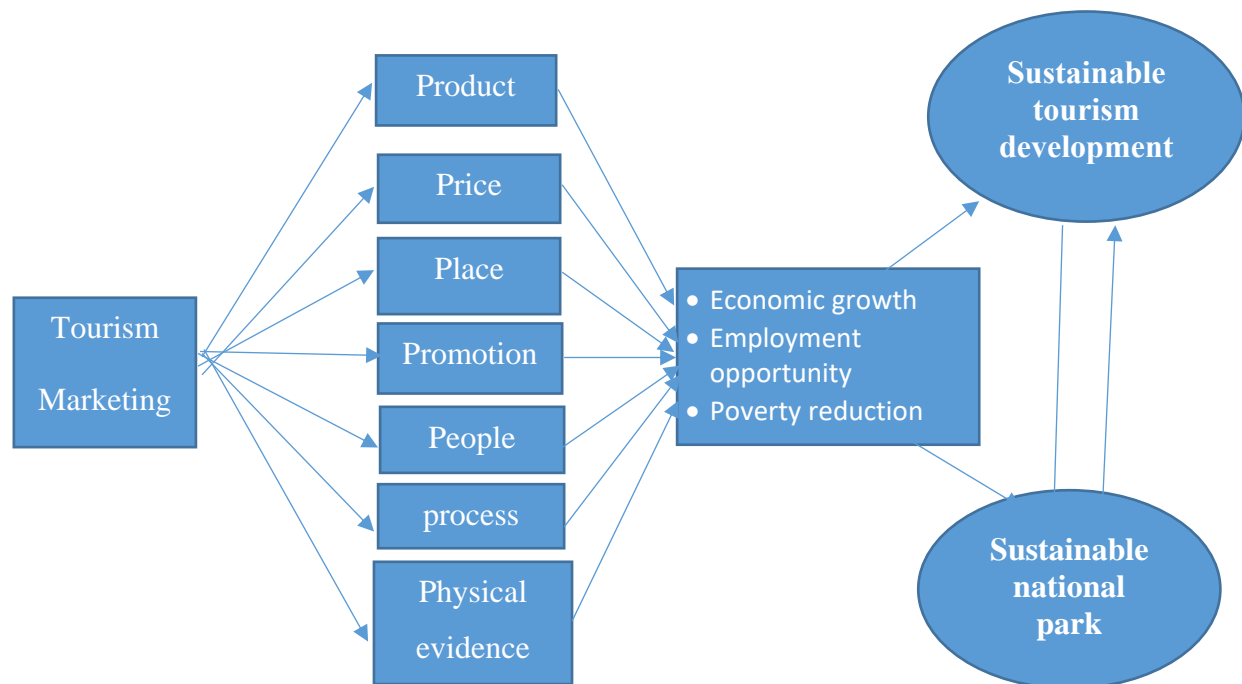 Tourism
Marketing
Product
Price
Place
Promotion
People
process
Physical
evidence
• Economic growth
• Employment
opportunity
• Poverty reduction
Sustainable
tourism
development
Sustainable
national
park